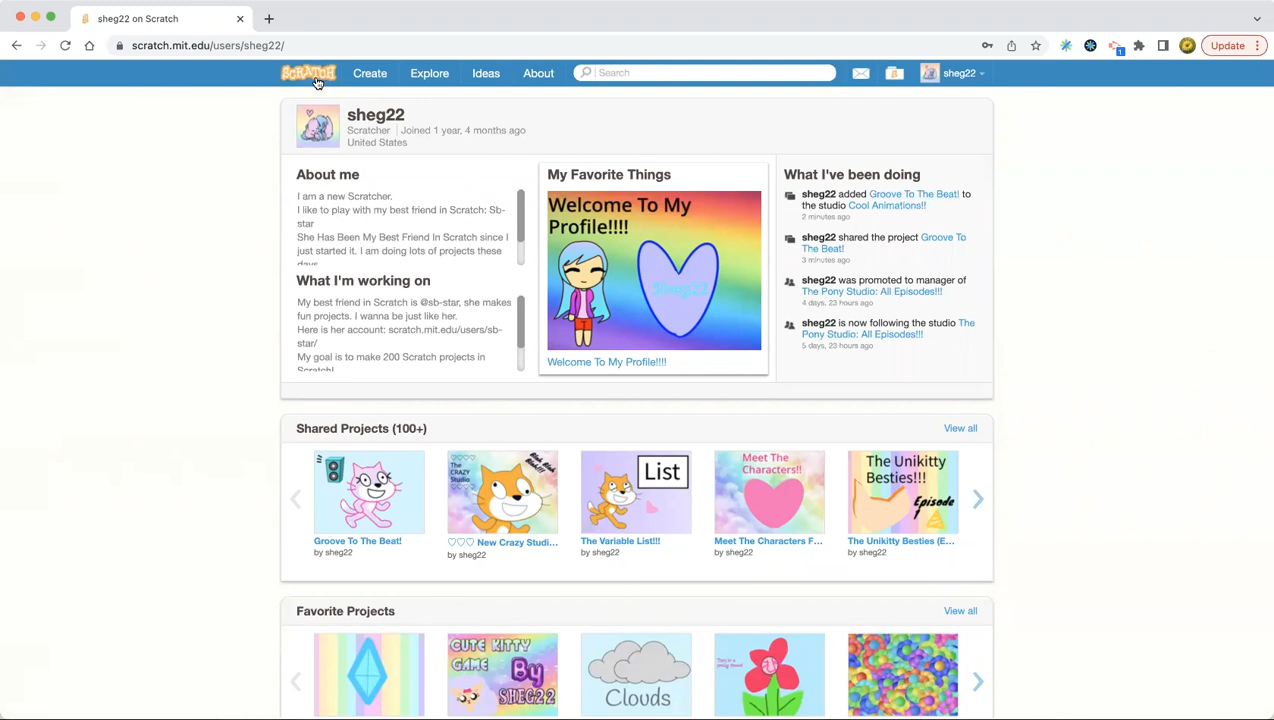 sheg22 on Scratch
scratch.mit.edu/users/sheg22/
1
Update
SCRATCH
Create
Explore
Ideas
About
Search
sheg22
sheg22
Scratcher
Joined 1 year, 4 months ago
United States
About me
I am a new Scratcher.
I like to play with my best friend in Scratch: Sb-
star
She Has Been My Best Friend In Scratch since I
just started it. I am doing lots of projects these
days
What I'm working on
My best friend in Scratch is @sb-star, she makes
fun projects. I wanna be just like her.
Here is her account: scratch.mit.edu/users/sb-
star/
My goal is to make 200 Scratch projects in
Scratch!
My Favorite Things
Welcome To My
Profile!!!!
Sheg22
Welcome To My Profile!!!!
What I've been doing
sheg22 added Groove To The Beat! to
the studio Cool Animations!!
2 minutes ago
sheg22 shared the project Groove To
The Beat!
3 minutes ago
sheg22 was promoted to manager of
The Pony Studio: All Episodes!!!
4 days, 23 hours ago
sheg22 is now following the studio The
Pony Studio: All Episodes!!!
5 days, 23 hours ago
Shared Projects (100+)
View all
The
CRAZY
Studio
Blah Blah
Blah!!!
List
Meet The
Characters!!
The Unikitty
Besties!!!
Episode
1
Groove To The Beat!
by sheg22
♡♡♡ New Crazy Studi...
by sheg22
The Variable List!!!
by sheg22
Meet The Characters F...
by sheg22
The Unikitty Besties (E...
by sheg22
Favorite Projects
View all
CUTE KITTY
GAME By
SHEG22
Clouds